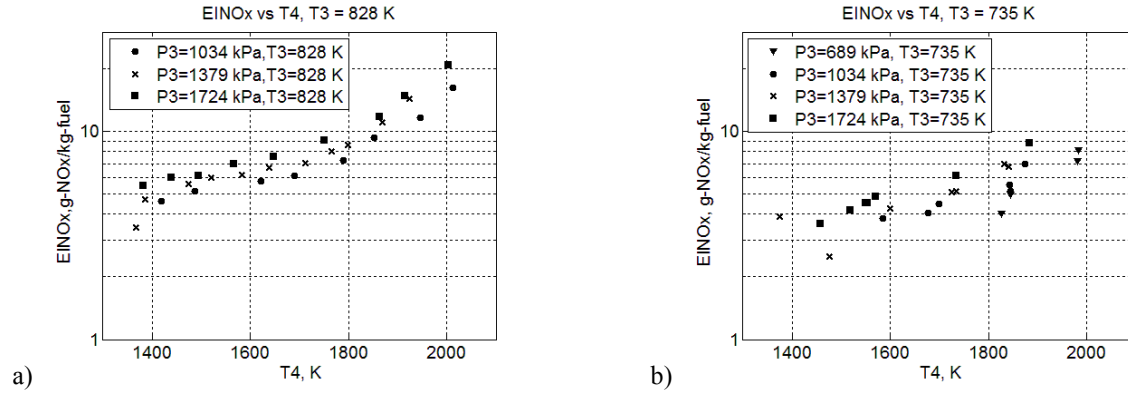 EINOx vs T4, T3 = 828 K
P3=1034 kPa,T3=828 K
P3=1379 kPa,T3=828 K
P3=1724 kPa,T3=828 K
10
1
EINOx,g-NOx/kg-fuel
1400 1600 1800 2000
T4, K
a)
EINOx vs T4, T3 = 735 K
P3=689 kPa, T3=735 K
P3=1034 kPa, T3=735 K
P3=1379 kPa, T3=735 K
P3=1724 kPa, T3=735 K
10
1
EINOx, g-NOx/kg-fuel
1400 1600 1800 2000
T4, K
b)